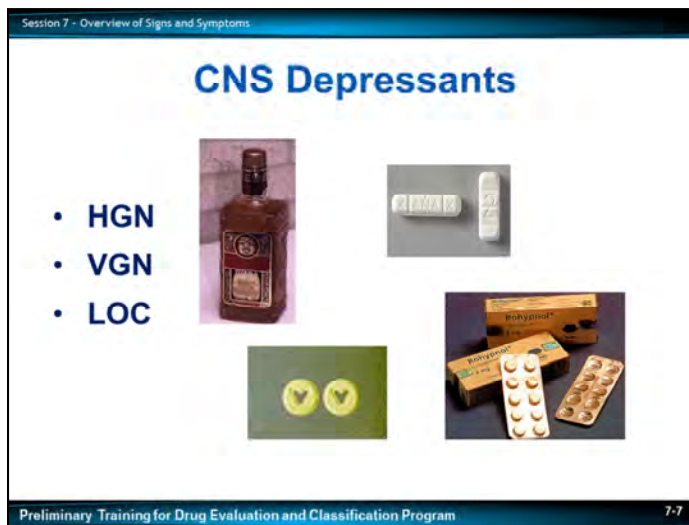 Session 7 - Overview of Signs and Symptoms
CNS Depressants
• HGN
• VGN
• LOC
XANAX
Rohypnol
Rohypnol
Preliminary Training for Drug Evaluation and Classification Program
7-7